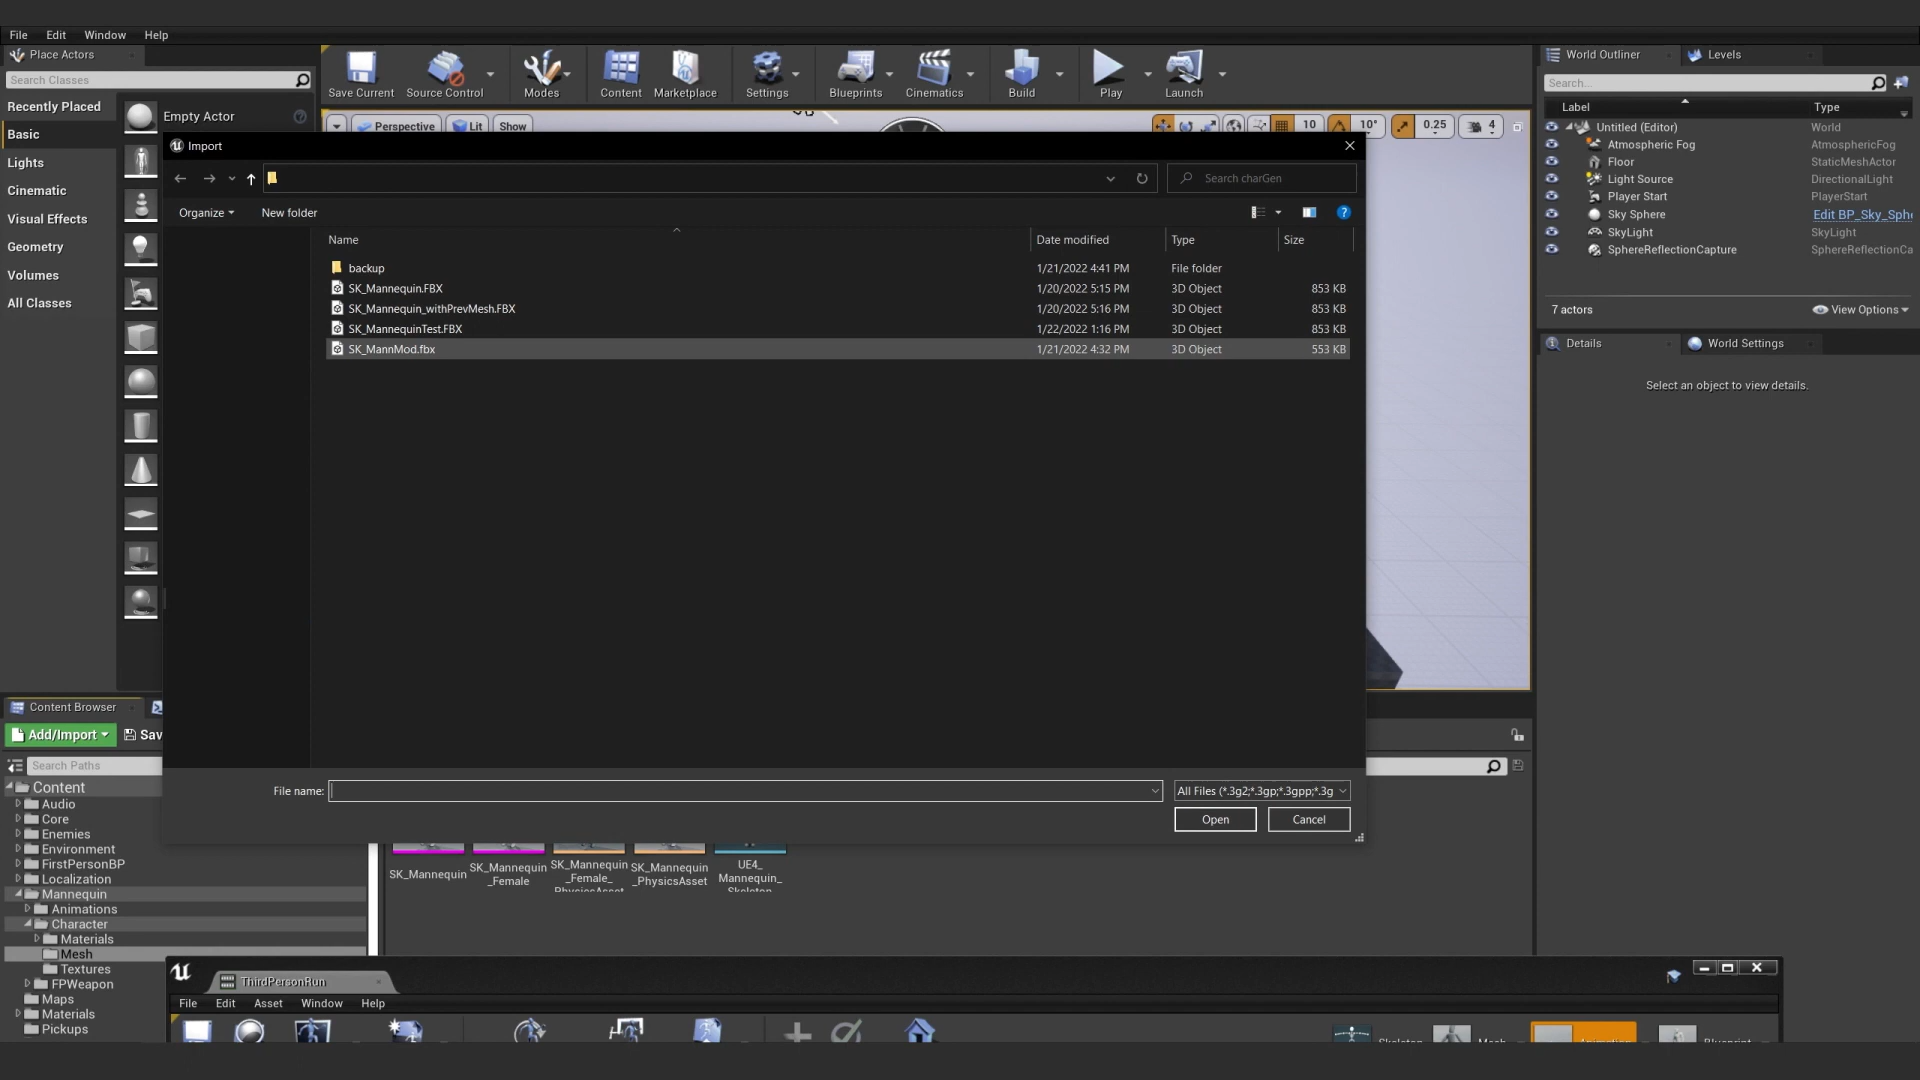 File Edit Window Help
Place Actors
Search Classes
Recently Placed
Basic
Lights
Cinematic
Visual Effects
Geometry
Volumes
All Classes
Empty Actor
Save Current Source Control Modes Content Marketplace Settings Blueprints Cinematics Build Play Launch
Perspective Lit Show 10 10° 0.25 4
Import
Search charGen
Organize New folder
Name Date modified Type Size
backup 1/21/2022 4:41 PM File folder
SK_Mannequin.FBX 1/20/2022 5:15 PM 3D Object 853 KB
SK_Mannequin_withPrevMesh.FBX 1/20/2022 5:16 PM 3D Object 853 KB
SK_MannequinTest.FBX 1/22/2022 1:16 PM 3D Object 853 KB
SK_MannMod.fbx 1/21/2022 4:32 PM 3D Object 553 KB
File name: All Files (*.3g2;*.3gp;*.3gpp;*.3g
Open Cancel
World Outliner Levels
Search...
Label Type
Untitled (Editor) World
Atmospheric Fog AtmosphericFog
Floor StaticMeshActor
Light Source DirectionalLight
Player Start PlayerStart
Sky Sphere Edit BP_Sky_Sphe
SkyLight SkyLight
SphereReflectionCapture SphereReflectionCa
7 actors View Options
Details World Settings
Select an object to view details.
Content Browser
Add/Import Sav
Search Paths
Content
Audio
Core
Enemies
Environment
FirstPersonBP
Localization
Mannequin
Animations
Character
Materials
Mesh
Textures
FPWeapon
Maps
Materials
Pickups
SK_Mannequin
SK_Mannequin
_Female
SK_Mannequin
_Female_
PhysicsAsset
SK_Mannequin
_PhysicsAsset
UE4_
Mannequin_
Skeleton
ThirdPersonRun
File Edit Asset Window Help
Skeleton Mesh Animation Blueprint